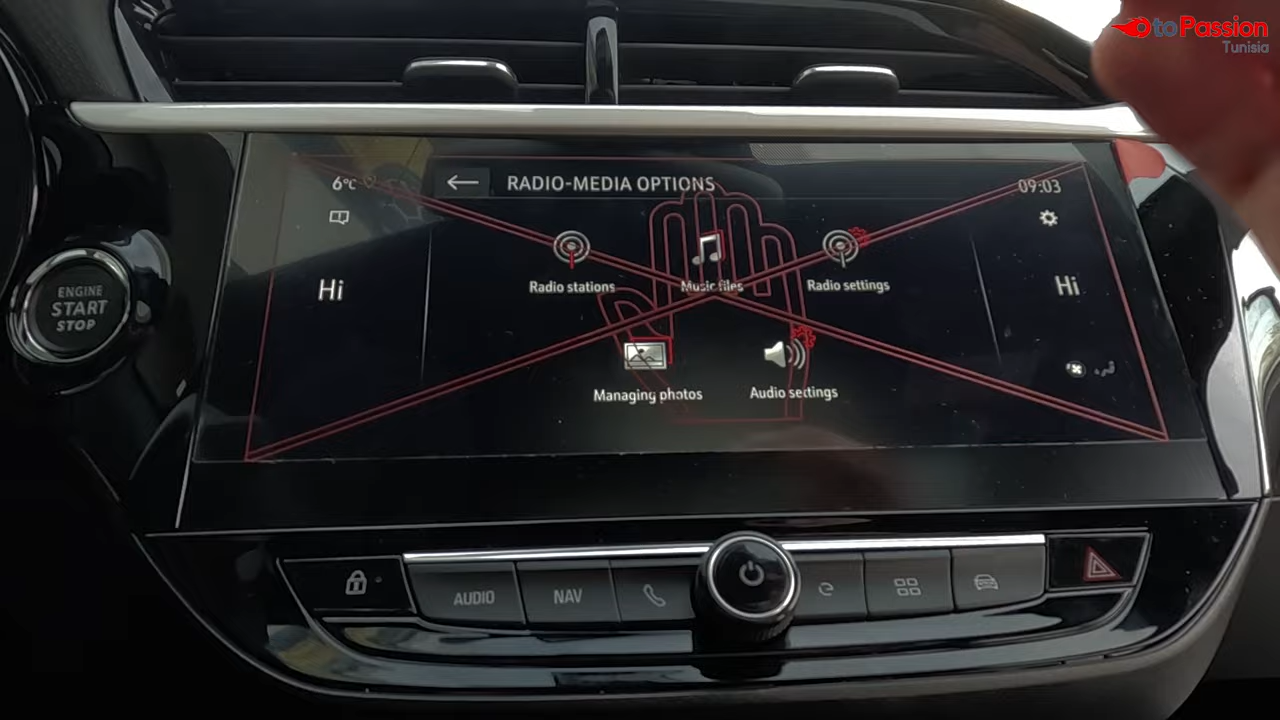 OtoPassion
Tunisia
6°C
RADIO-MEDIA OPTIONS
09:03
Hi
Radio stations
Music files
Radio settings
Hi
Managing photos
Audio settings
ENGINE
START
STOP
AUDIO
NAV